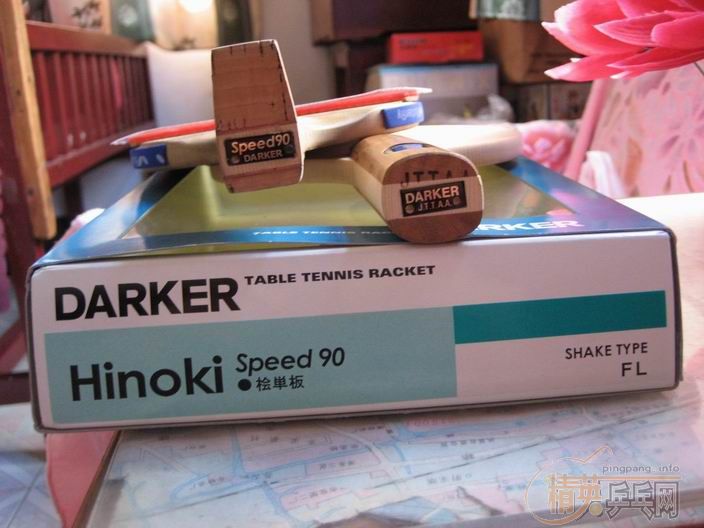 Speed90
DARKER
J.T.T.A.A
DARKER
J.T.T.A.A.
TABLE TENNIS RACKET
DARKER
DARKER TABLE TENNIS RACKET
Hinoki Speed 90
●桧単板
SHAKE TYPE
FL
pingpang.info
精英乒乓网